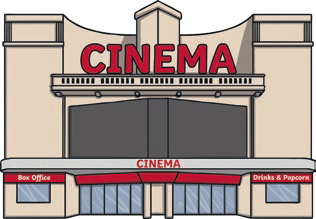 CINEMA
CINEMA
Box Office
Drinks & Popcorn